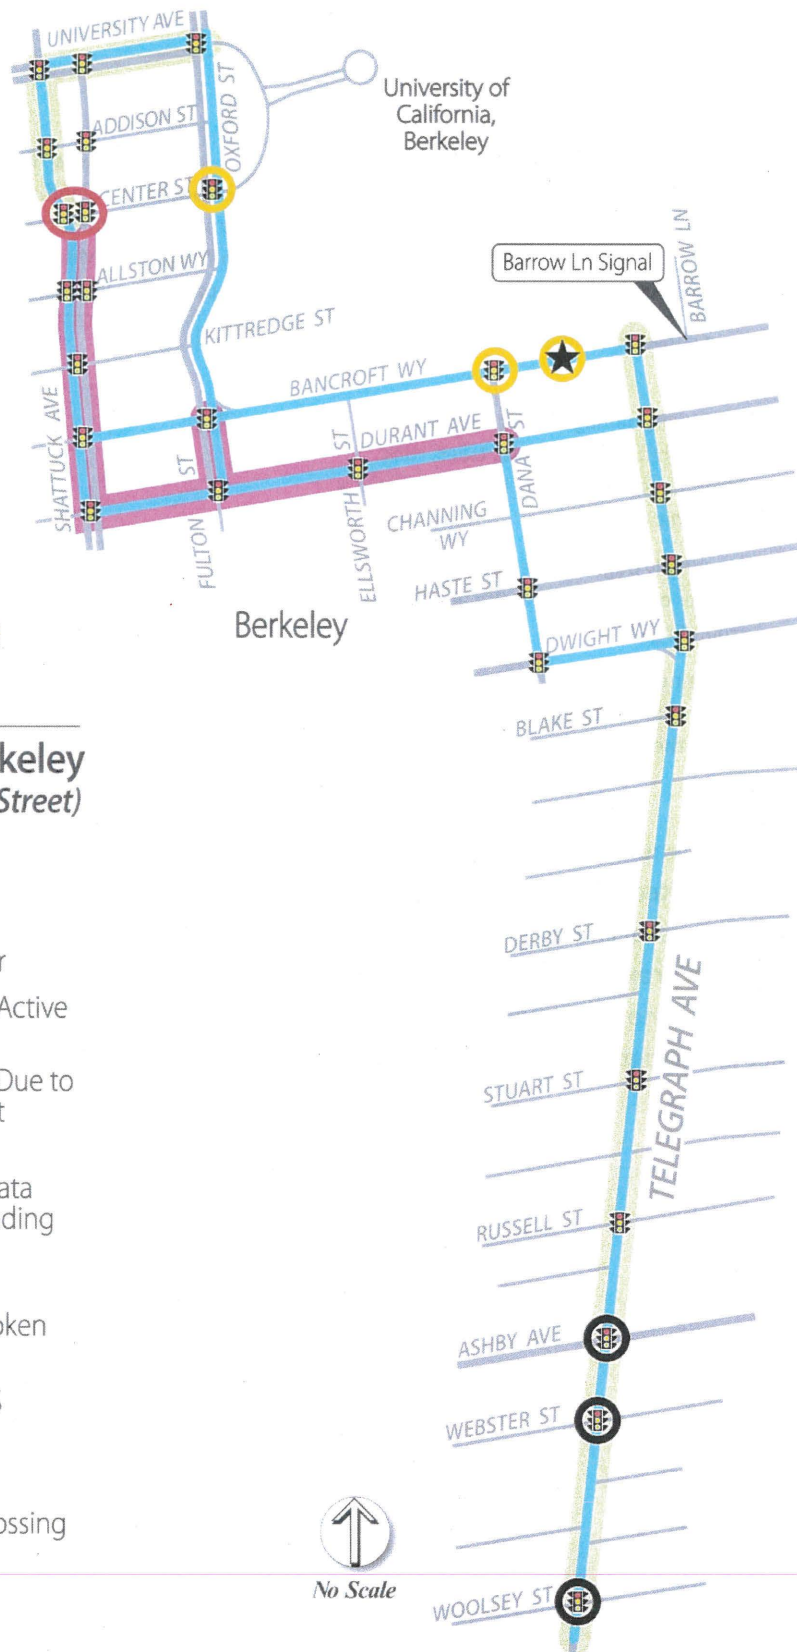 UNIVERSITY AVE
University of
California,
Berkeley
ADDISON ST
OXFORD ST
CENTER ST
BARROW LN
Barrow Ln Signal
ALLSTON WY
KITTREDGE ST
BANCROFT WY
SHATTUCK AVE
DURANT AVE
DANA ST
FULTON ST
ELLSWORTH ST
CHANNING
WY
HASTE ST
Berkeley
DWIGHT WY
BLAKE ST
keley
Street)
DERBY ST
r
Active
TELEGRAPH AVE
Due to
t
STUART ST
ata
ding
RUSSELL ST
oken
ASHBY AVE
s
WEBSTER ST
ossing
No Scale
WOOLSEY ST